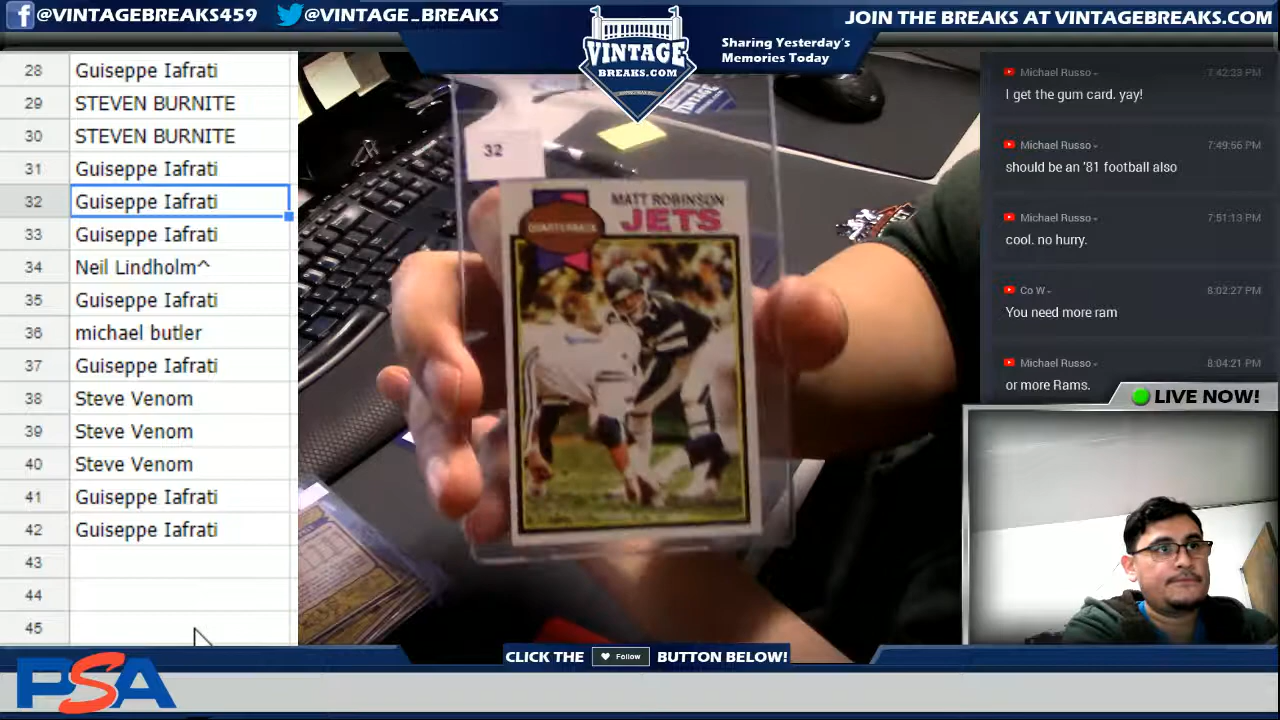 @VINTAGEBREAKS459
@VINTAGE_BREAKS
VINTAGE
BREAKS.COM
Sharing Yesterday's
Memories Today
JOIN THE BREAKS AT VINTAGEBREAKS.COM
28 Guiseppe Iafrati
29 STEVEN BURNITE
30 STEVEN BURNITE
31 Guiseppe Iafrati
32 Guiseppe Iafrati
33 Guiseppe Iafrati
34 Neil Lindholm^
35 Guiseppe Iafrati
36 michael butler
37 Guiseppe Iafrati
38 Steve Venom
39 Steve Venom
40 Steve Venom
41 Guiseppe Iafrati
42 Guiseppe Iafrati
43
44
45
32
MATT ROBINSON
JETS
QUARTERBACK
VINTAGE
Michael Russo 7:42:23 PM
I get the gum card. yay!
Michael Russo 7:49:56 PM
should be an '81 football also
Michael Russo 7:51:13 PM
cool. no hurry.
Co W 8:02:27 PM
You need more ram
Michael Russo 8:04:21 PM
or more Rams.
LIVE NOW!
CLICK THE Follow BUTTON BELOW!
PSA